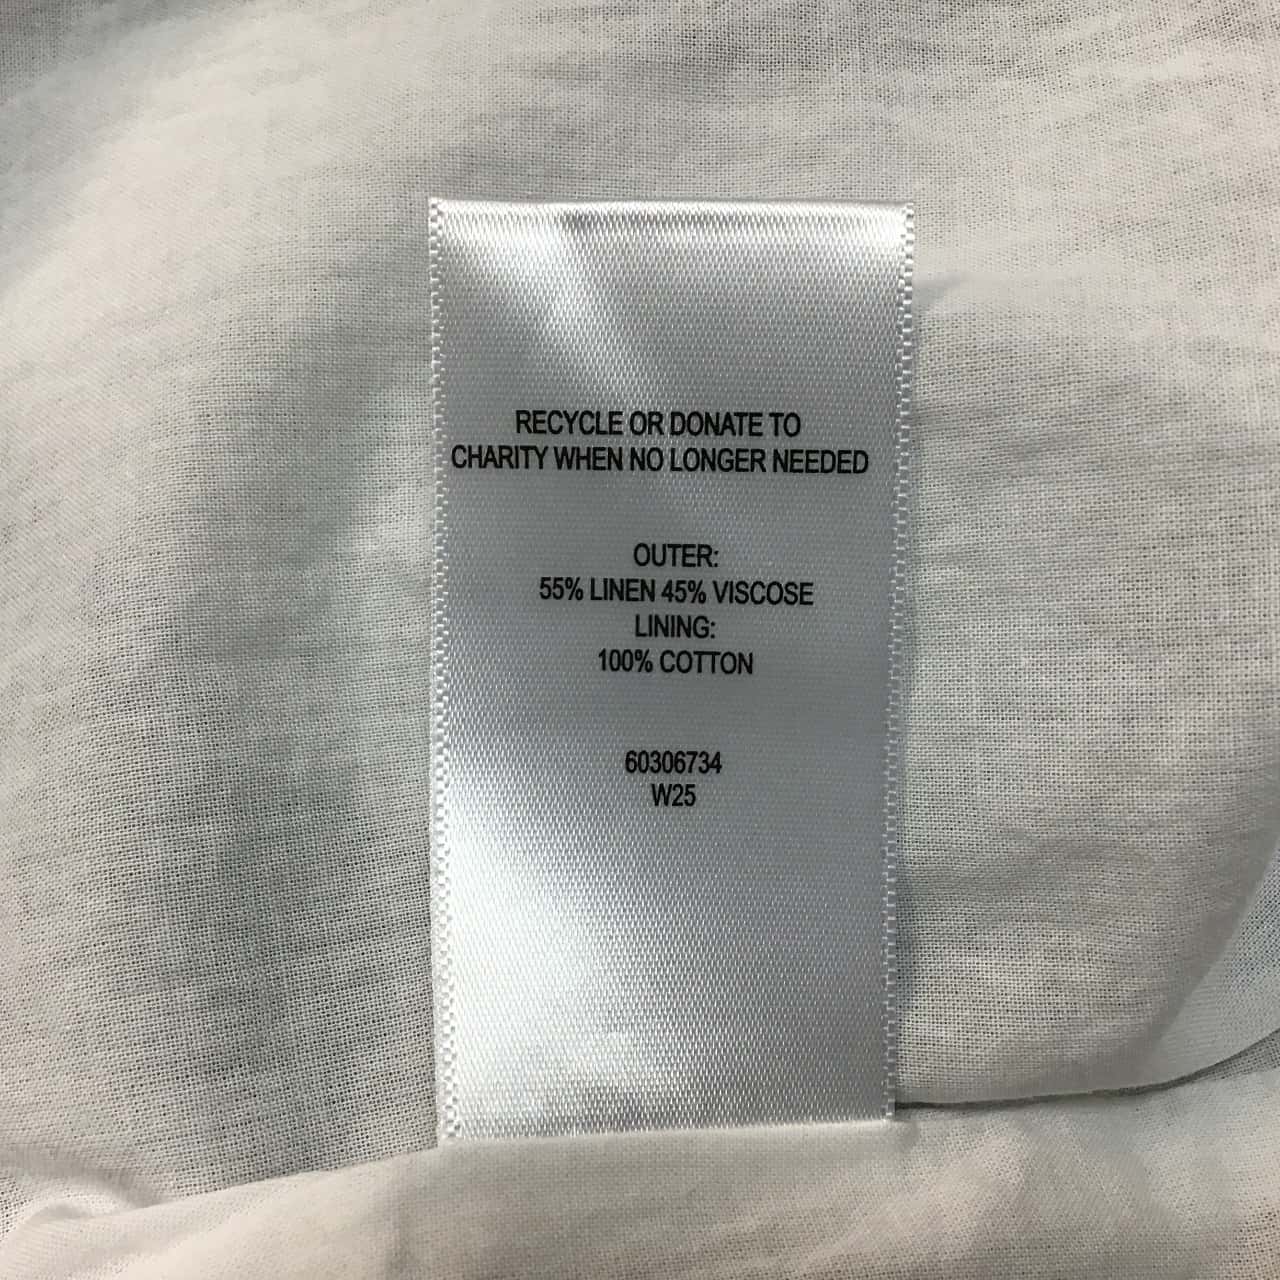 RECYCLE OR DONATE TO
CHARITY WHEN NO LONGER NEEDED
OUTER:
55% LINEN 45% VISCOSE
LINING:
100% COTTON
60306734
W25